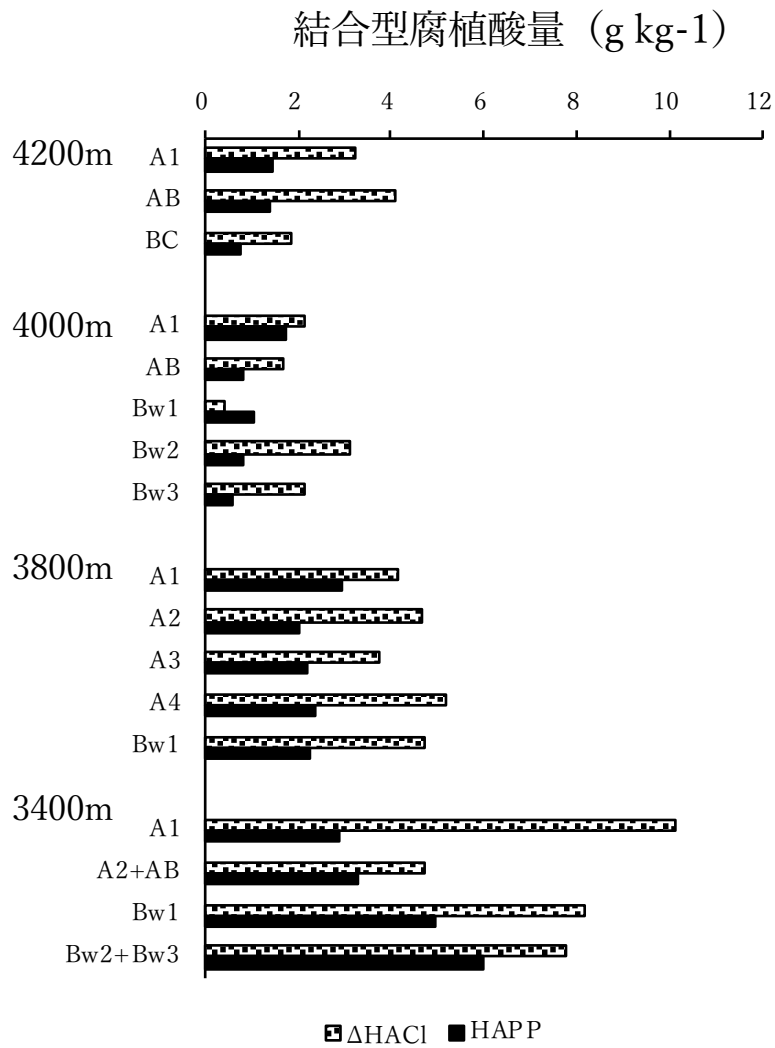 結合型腐植酸量（g kg-1）
0 2 4 6 8 10 12
4200m
A1
AB
BC
4000m
A1
AB
Bw1
Bw2
Bw3
3800m
A1
A2
A3
A4
Bw1
3400m
A1
A2+AB
Bw1
Bw2+Bw3
ΔHACl HAPP